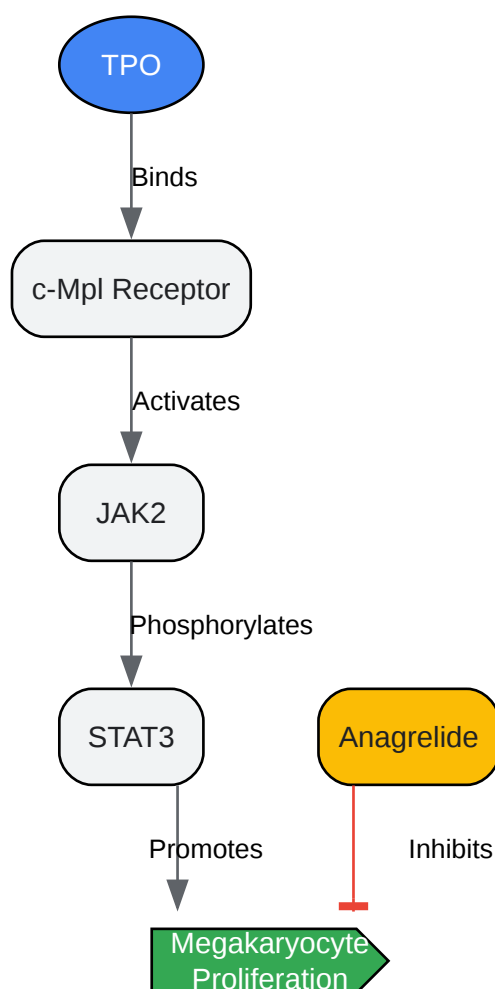 TPO
Binds
c-Mpl Receptor
Activates
JAK2
Phosphorylates
STAT3
Anagrelide
Promotes
Inhibits
Megakaryocyte
Proliferation